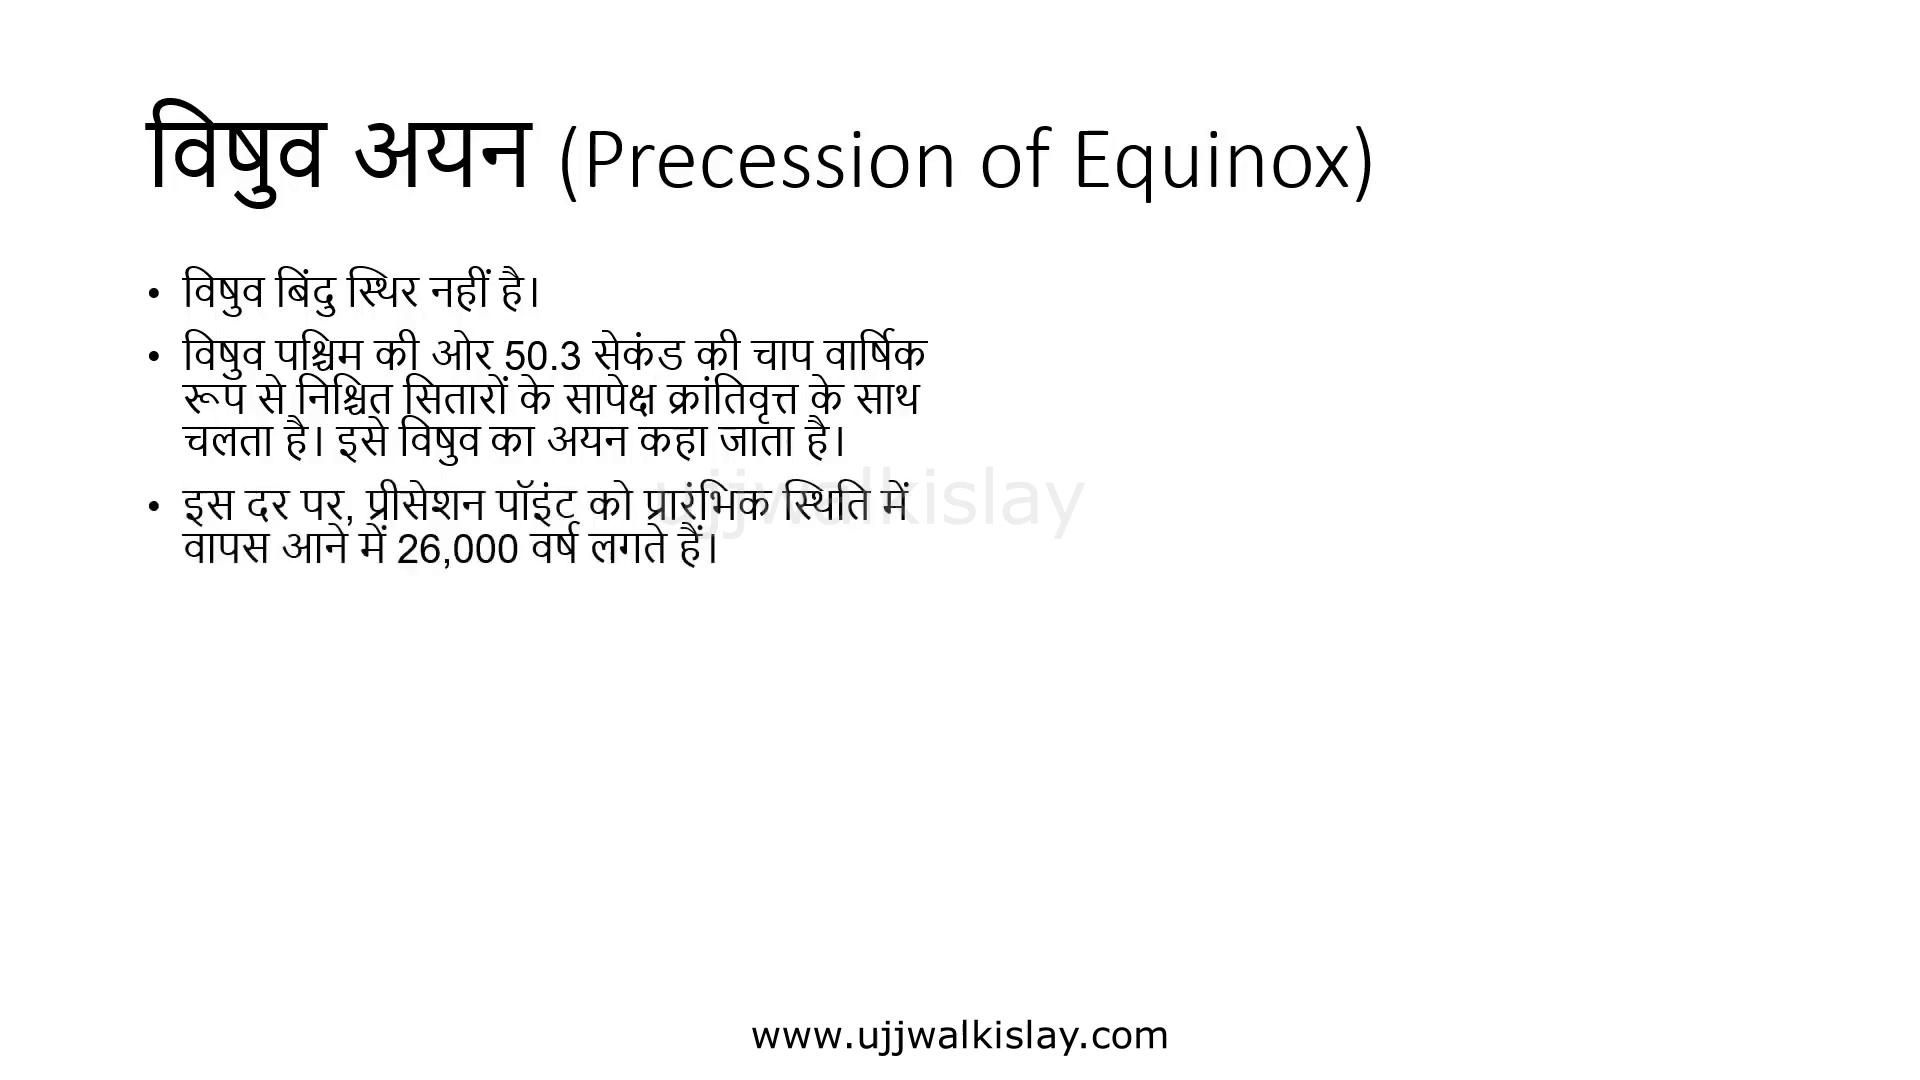 विषुव अयन (Precession of Equinox)
• विषुव बिंदु स्थिर नहीं है।
• विषुव पश्चिम की ओर 50.3 सेकंड की चाप वार्षिक
रूप से निश्चित सितारों के सापेक्ष क्रांतिवृत्त के साथ
चलता है। इसे विषुव का अयन कहा जाता है।
• इस दर पर, प्रीसेशन पॉइंट को प्रारंभिक स्थिति में
वापस आने में 26,000 वर्ष लगते हैं।
ujjwalkislay
www.ujjwalkislay.com